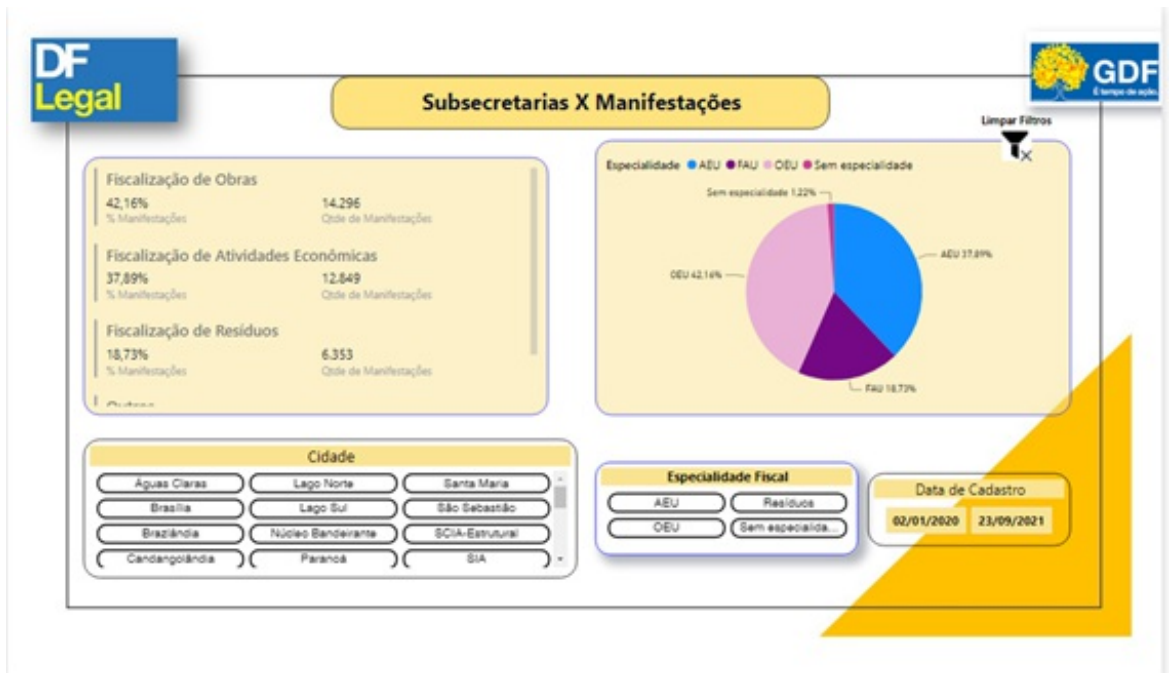 DF
Legal
GDF
É tempo de ação.
Subsecretarias X Manifestações
Limpar Filtros
Fiscalização de Obras
42,16%
14.296
% Manifestações
Qtde de Manifestações
Fiscalização de Atividades Econômicas
37,89%
12.849
% Manifestações
Qtde de Manifestações
Fiscalização de Resíduos
18,73%
6.353
% Manifestações
Qtde de Manifestações
Outros
Especialidade AEU FAU OEU Sem especialidade
Sem especialidade 1,22%
AEU 37,89%
OEU 42,16%
FAU 18,73%
Cidade
Águas Claras
Lago Norte
Santa Maria
Brasília
Lago Sul
São Sebastião
Brazlândia
Núcleo Bandeirante
SCIA-Estrutural
Candangolândia
Paranoá
SIA
Especialidade Fiscal
AEU
Resíduos
OEU
Sem especialida...
Data de Cadastro
02/01/2020
23/09/2021